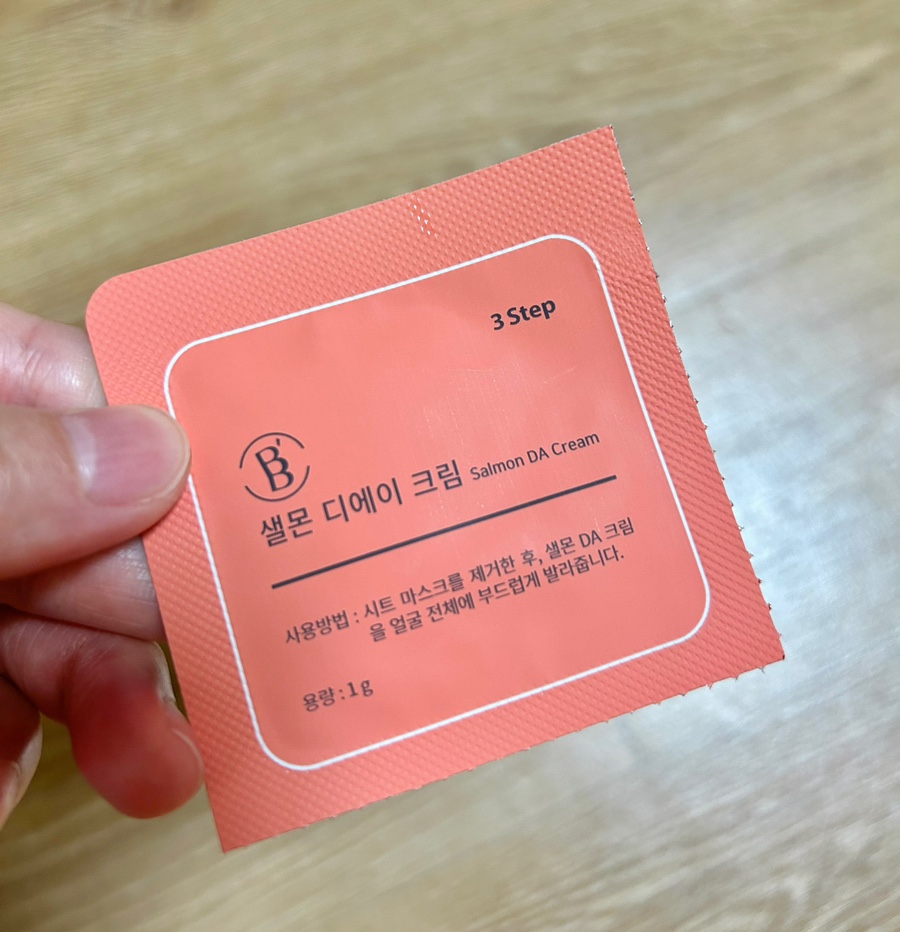 3 Step
B'B
샐몬 디에이 크림 Salmon DA Cream
사용방법 : 시트 마스크를 제거한 후, 샐몬 DA 크림
을 얼굴 전체에 부드럽게 발라줍니다.
용량 : 1 g